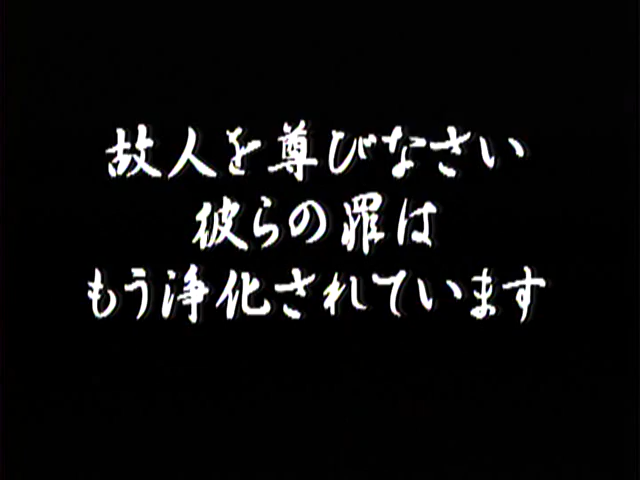 故人を尊びなさい
彼らの罪は
もう浄化されています